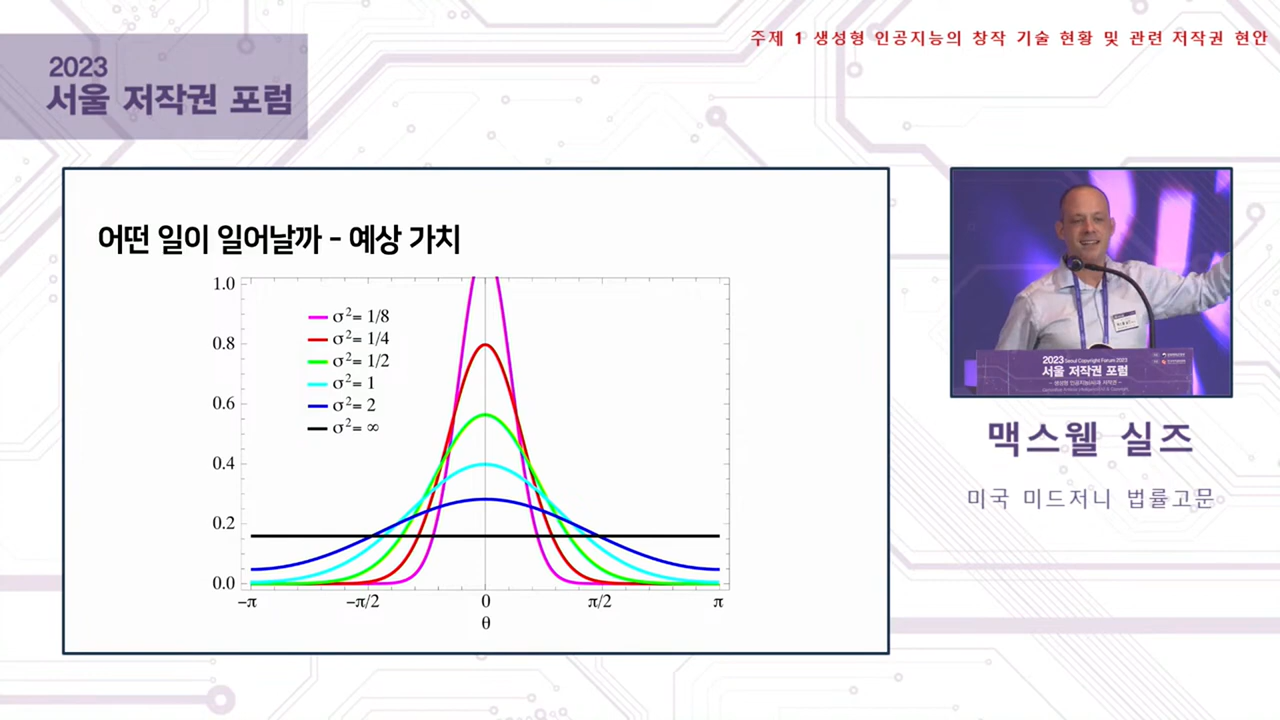 주제 1 생성형 인공지능의 창작 기술 현황 및 관련 저작권 현안
2023
서울 저작권 포럼
어떤 일이 일어날까 - 예상 가치
1.0
0.8
0.6
0.4
0.2
0.0
σ²= 1/8
σ²= 1/4
σ²= 1/2
σ²= 1
σ²= 2
σ²= ∞
−π
−π/2
0
π/2
π
θ
2023 Seoul Copyright Forum 2023
서울 저작권 포럼
맥스웰 실즈
미국 미드저니 법률고문